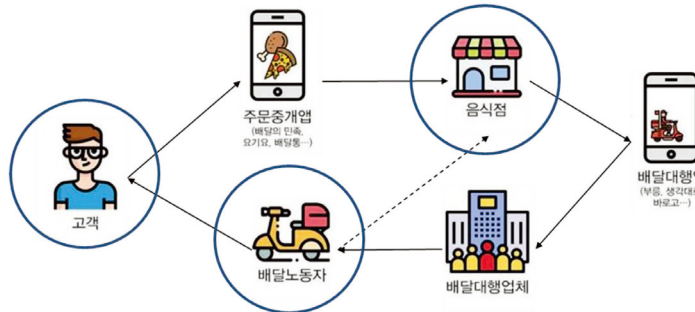 주문중개앱
(배달의 민족,
요기요, 배달통…)
음식점
배달대행
(부릉, 생각대로
바로고…)
고객
배달노동자
배달대행업체